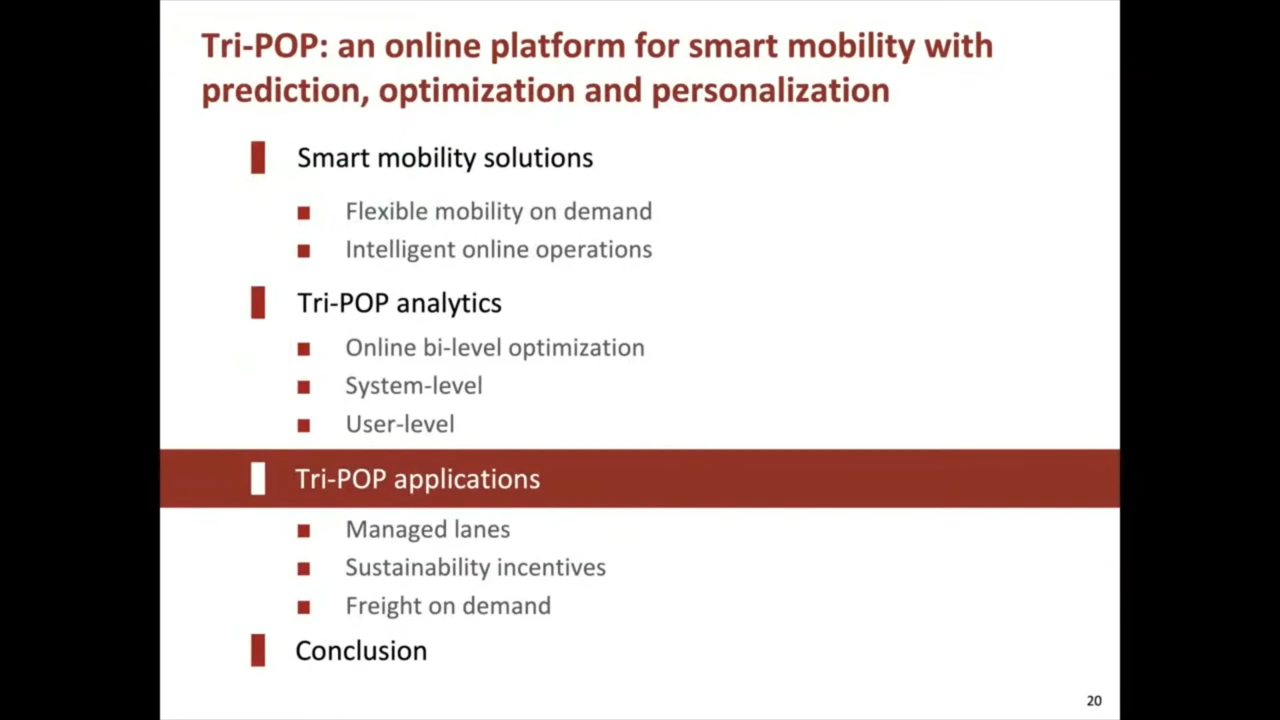 Tri-POP: an online platform for smart mobility with
prediction, optimization and personalization
Smart mobility solutions
Flexible mobility on demand
Intelligent online operations
Tri-POP analytics
Online bi-level optimization
System-level
User-level
Tri-POP applications
Managed lanes
Sustainability incentives
Freight on demand
Conclusion
20